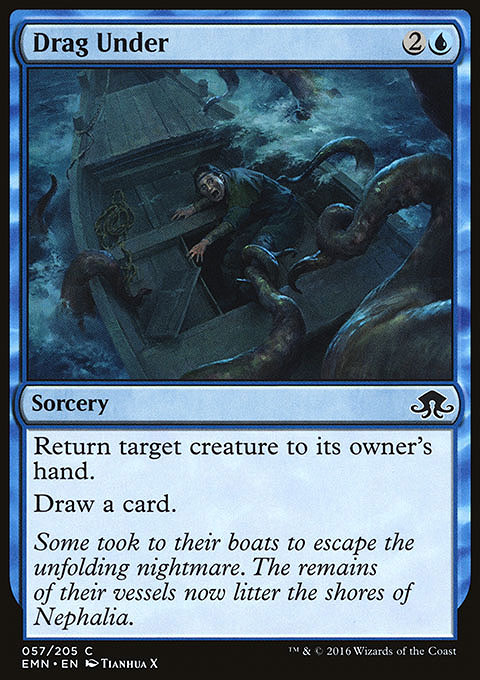 Drag Under 2
Sorcery
Return target creature to its owner's
hand.
Draw a card.
Some took to their boats to escape the
unfolding nightmare. The remains
of their vessels now litter the shores of
Nephalia.
057/205 C
EMN • EN Tianhua X
™ & © 2016 Wizards of the Coast